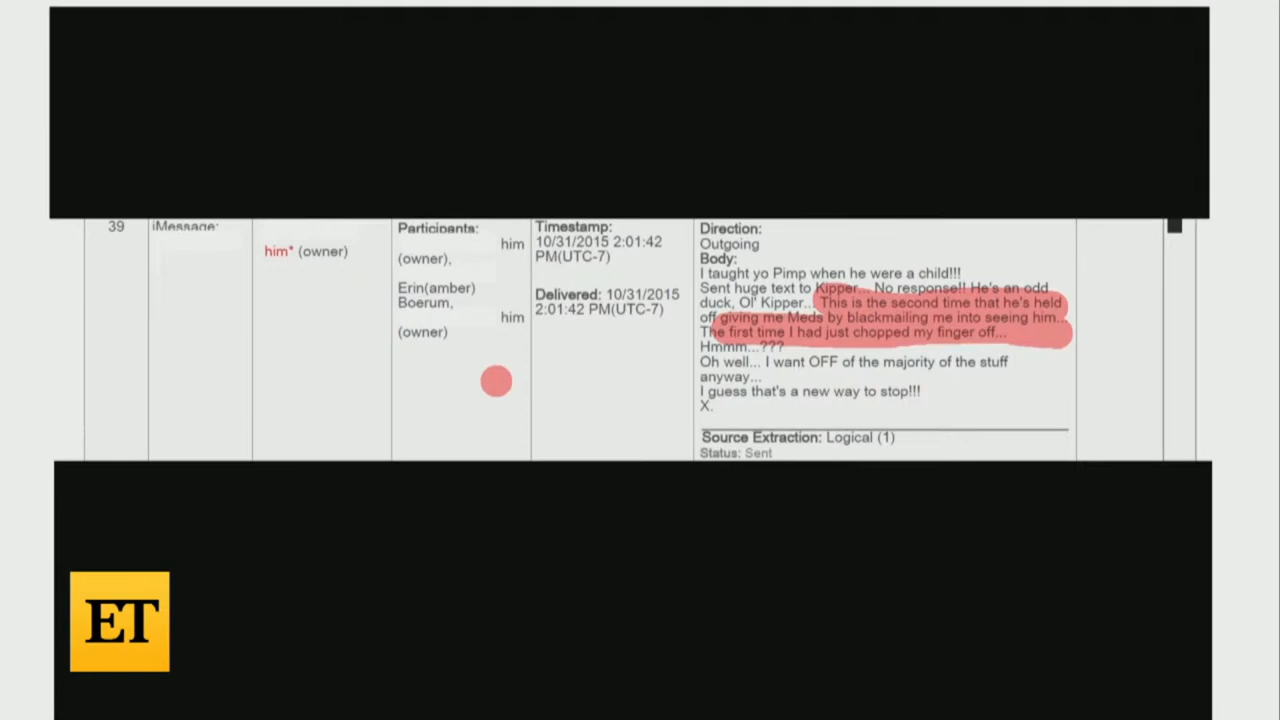 39
iMessage:
him* (owner)
Participants:
him
(owner),
Erin(amber)
Boerum,
him
(owner)
Timestamp:
10/31/2015 2:01:42
PM(UTC-7)
Delivered: 10/31/2015
2:01:42 PM(UTC-7)
Direction:
Outgoing
Body:
I taught yo Pimp when he were a child!!!
Sent huge text to Kipper... No response!! He's an odd
duck, Ol' Kipper... This is the second time that he's held
off giving me Meds by blackmailing me into seeing him...
The first time I had just chopped my finger off...
Hmmm...???
Oh well... I want OFF of the majority of the stuff
anyway...
I guess that's a new way to stop!!!
X.
Source Extraction: Logical (1)
Status: Sent
ET